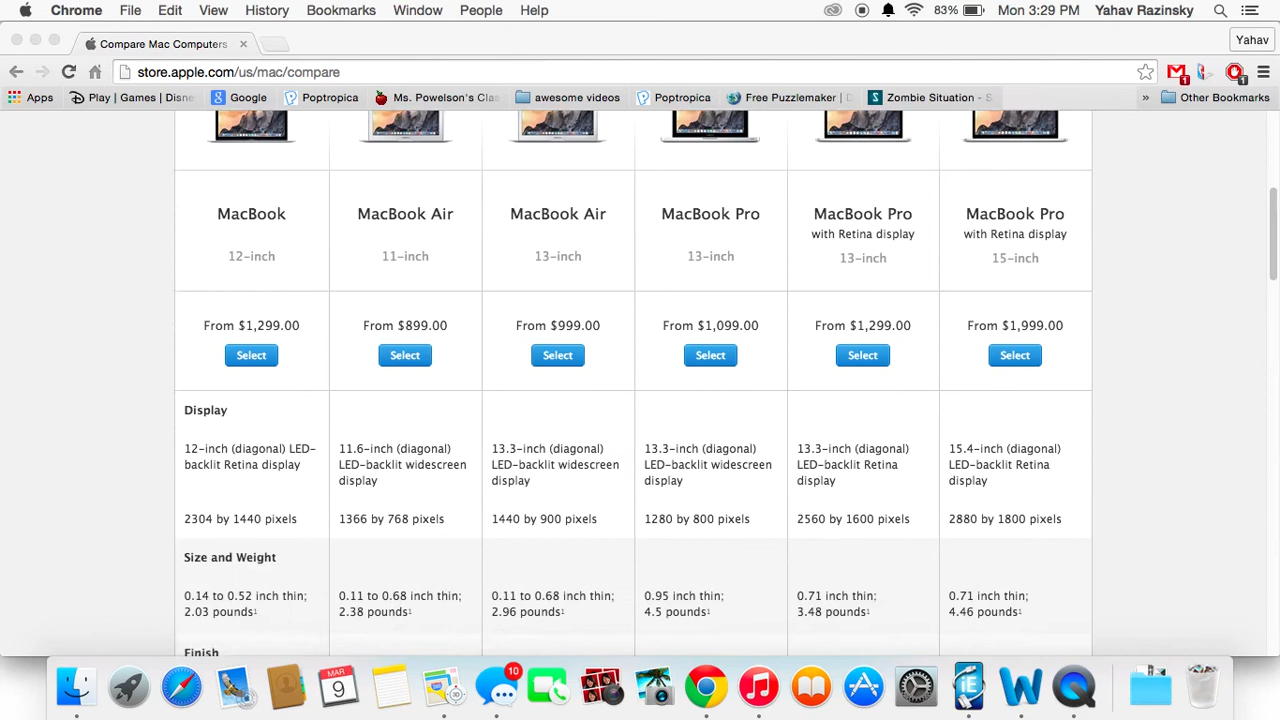 Chrome File Edit View History Bookmarks Window People Help 83% Mon 3:29 PM Yahav Razinsky
Compare Mac Computers Yahav
store.apple.com/us/mac/compare
Apps Play | Games | Disne Google Poptropica Ms. Powelson's Cla awesome videos Poptropica Free Puzzlemaker | D Zombie Situation - S » Other Bookmarks
MacBook MacBook Air MacBook Air MacBook Pro MacBook Pro MacBook Pro
with Retina display with Retina display
12-inch 11-inch 13-inch 13-inch 13-inch 15-inch
From $1,299.00 From $899.00 From $999.00 From $1,099.00 From $1,299.00 From $1,999.00
Select Select Select Select Select Select
Display
12-inch (diagonal) LED- 11.6-inch (diagonal) 13.3-inch (diagonal) 13.3-inch (diagonal) 13.3-inch (diagonal) 15.4-inch (diagonal)
backlit Retina display LED-backlit widescreen LED-backlit widescreen LED-backlit widescreen LED-backlit Retina LED-backlit Retina
display display display display display
2304 by 1440 pixels 1366 by 768 pixels 1440 by 900 pixels 1280 by 800 pixels 2560 by 1600 pixels 2880 by 1800 pixels
Size and Weight
0.14 to 0.52 inch thin; 0.11 to 0.68 inch thin; 0.11 to 0.68 inch thin; 0.95 inch thin; 0.71 inch thin; 0.71 inch thin;
2.03 pounds¹ 2.38 pounds¹ 2.96 pounds¹ 4.5 pounds¹ 3.48 pounds¹ 4.46 pounds¹
Finish
MAR
9
10
iE
W